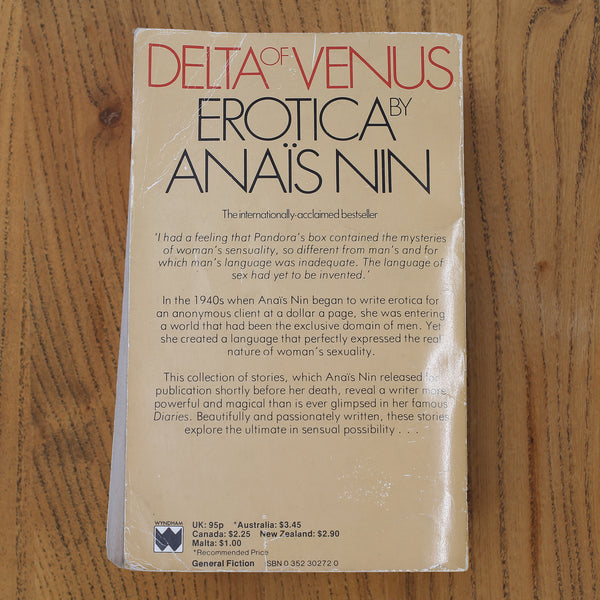 DELTA OF VENUS
EROTICA BY
ANAÏS NIN
The internationally-acclaimed bestseller
'I had a feeling that Pandora's box contained the mysteries
of woman's sensuality, so different from man's and for
which man's language was inadequate. The language of
sex had yet to be invented.'
In the 1940s when Anaïs Nin began to write erotica for
an anonymous client at a dollar a page, she was entering
a world that had been the exclusive domain of men. Yet
she created a language that perfectly expressed the real
nature of woman's sexuality.
This collection of stories, which Anaïs Nin released for
publication shortly before her death, reveal a writer more
powerful and magical than is ever glimpsed in her famous
Diaries. Beautifully and passionately written, these stories
explore the ultimate in sensual possibility . . .
WYNDHAM
UK: 95p *Australia: $3.45
Canada: $2.25 New Zealand: $2.90
Malta: $1.00
*Recommended Price
General Fiction ISBN 0 352 30272 0